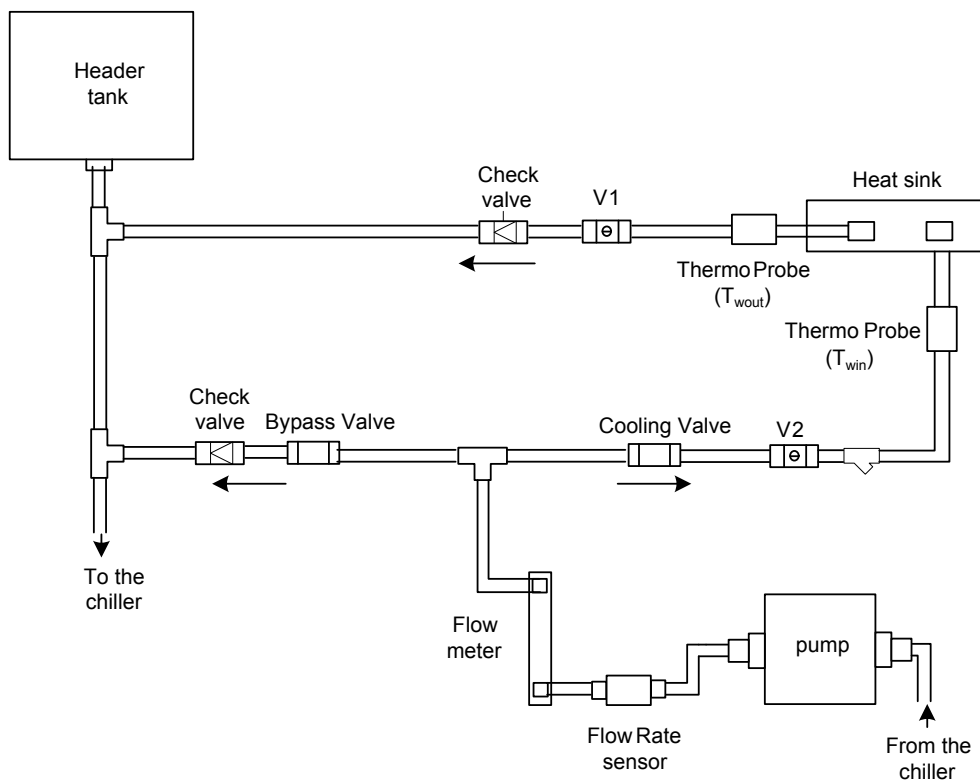 Header
tank
Check
valve
V1
Heat sink
Thermo Probe
(Twout)
Thermo Probe
(Twin)
Check
valve
Bypass Valve
Cooling Valve
V2
To the
chiller
Flow
meter
pump
Flow Rate
sensor
From the
chiller